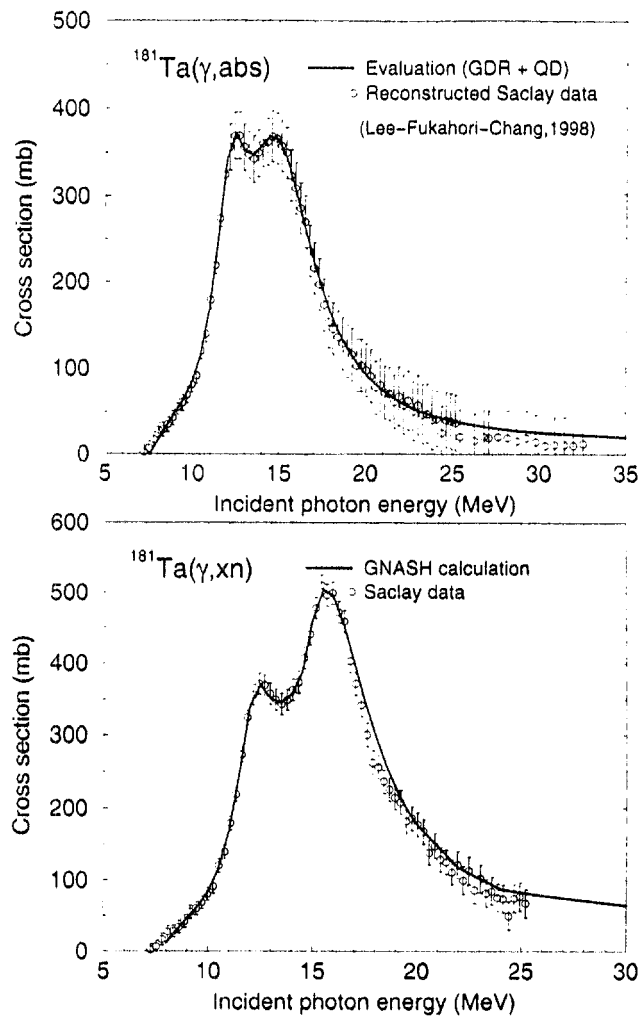 500
400
300
200
100
0
Cross section (mb)
181Ta(γ,abs)
Evaluation (GDR + QD)
Reconstructed Saclay data
(Lee−Fukahori−Chang,1998)
5 10 15 20 25 30 35
Incident photon energy (MeV)
600
500
400
300
200
100
0
Cross section (mb)
181Ta(γ,xn)
GNASH calculation
Saclay data
5 10 15 20 25 30
Incident photon energy (MeV)